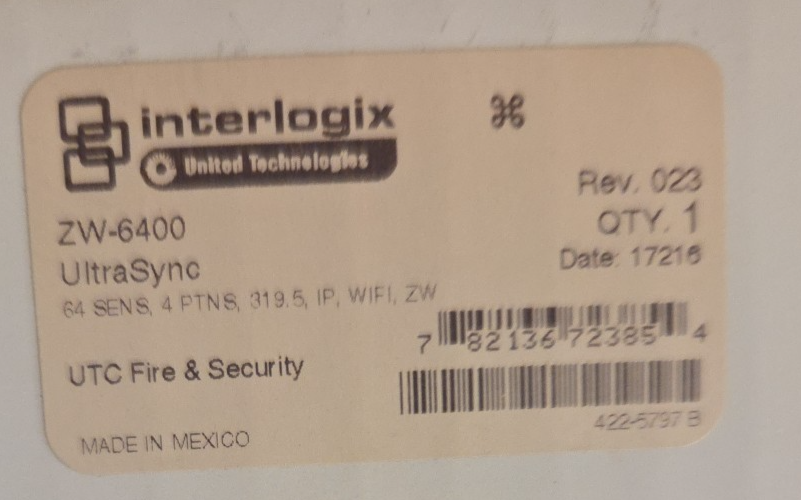 interlogix
United Technologies
⌘
Rev. 023
QTY. 1
Date: 17216
ZW-6400
UltraSync
64 SENS, 4 PTNS, 319.5, IP, WIFI, ZW
7 82136 72385 4
UTC Fire & Security
422-5797 B
MADE IN MEXICO